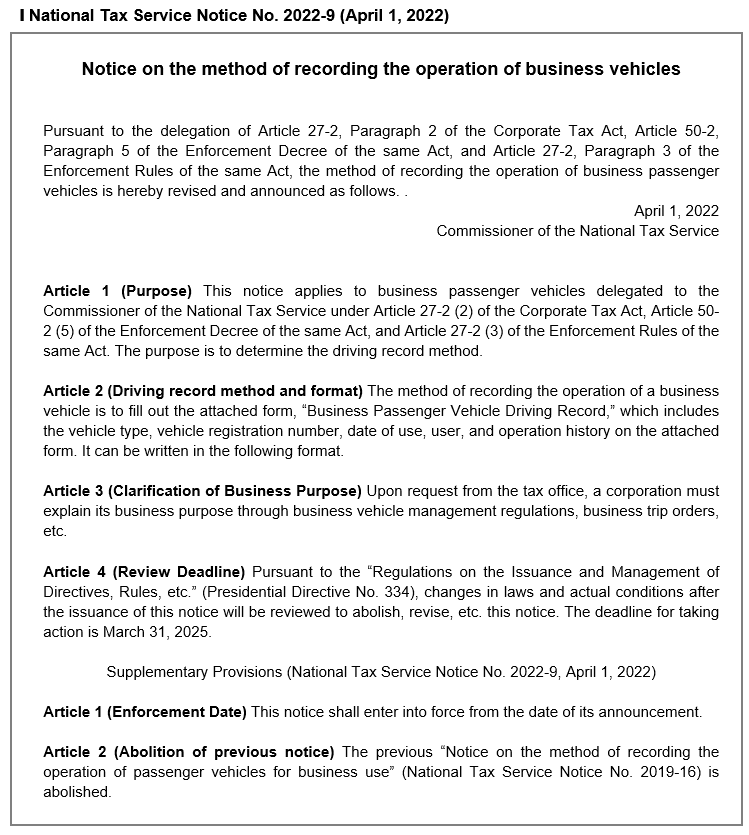 I National Tax Service Notice No. 2022-9 (April 1, 2022)
Notice on the method of recording the operation of business vehicles
Pursuant to the delegation of Article 27-2, Paragraph 2 of the Corporate Tax Act, Article 50-2,
Paragraph 5 of the Enforcement Decree of the same Act, and Article 27-2, Paragraph 3 of the
Enforcement Rules of the same Act, the method of recording the operation of business passenger
vehicles is hereby revised and announced as follows. .
April 1, 2022
Commissioner of the National Tax Service
Article 1 (Purpose) This notice applies to business passenger vehicles delegated to the
Commissioner of the National Tax Service under Article 27-2 (2) of the Corporate Tax Act, Article 50-
2 (5) of the Enforcement Decree of the same Act, and Article 27-2 (3) of the Enforcement Rules of the
same Act. The purpose is to determine the driving record method.
Article 2 (Driving record method and format) The method of recording the operation of a business
vehicle is to fill out the attached form, “Business Passenger Vehicle Driving Record,” which includes
the vehicle type, vehicle registration number, date of use, user, and operation history on the attached
form. It can be written in the following format.
Article 3 (Clarification of Business Purpose) Upon request from the tax office, a corporation must
explain its business purpose through business vehicle management regulations, business trip orders,
etc.
Article 4 (Review Deadline) Pursuant to the “Regulations on the Issuance and Management of
Directives, Rules, etc.” (Presidential Directive No. 334), changes in laws and actual conditions after
the issuance of this notice will be reviewed to abolish, revise, etc. this notice. The deadline for taking
action is March 31, 2025.
Supplementary Provisions (National Tax Service Notice No. 2022-9, April 1, 2022)
Article 1 (Enforcement Date) This notice shall enter into force from the date of its announcement.
Article 2 (Abolition of previous notice) The previous “Notice on the method of recording the
operation of passenger vehicles for business use” (National Tax Service Notice No. 2019-16) is
abolished.